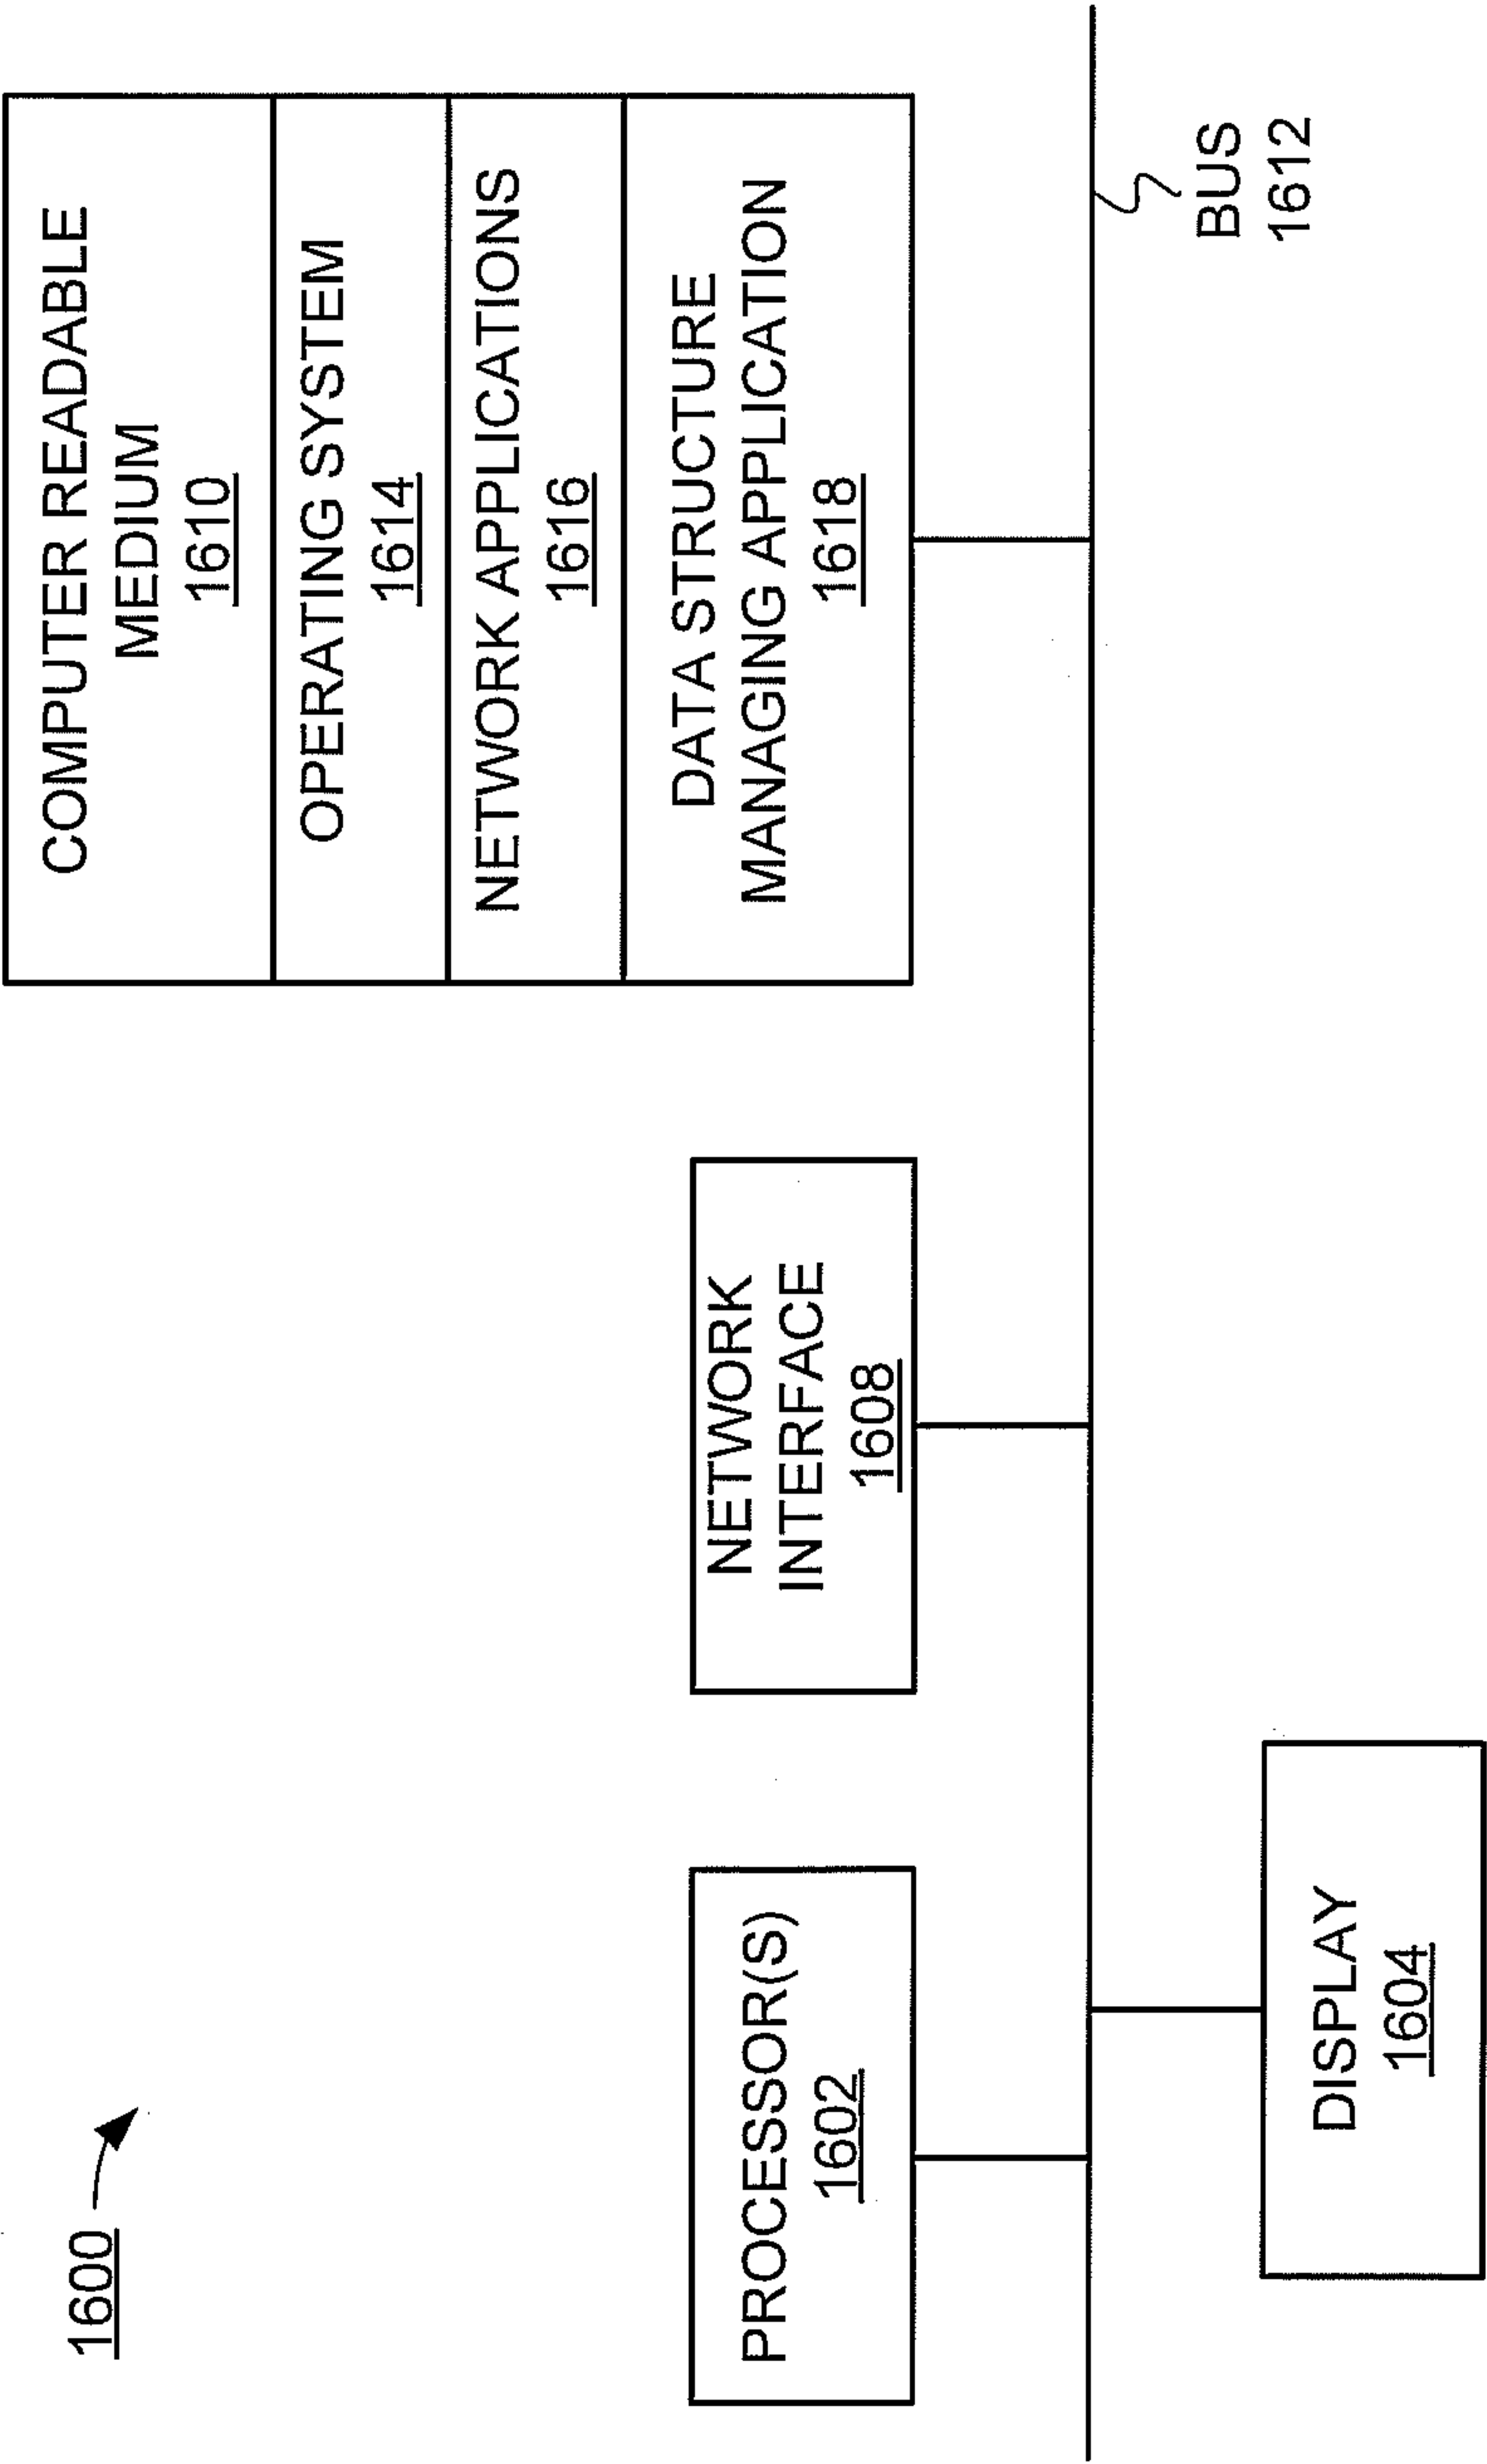 1600
COMPUTER READABLE
MEDIUM
1610
OPERATING SYSTEM
1614
NETWORK APPLICATIONS
1616
DATA STRUCTURE
MANAGING APPLICATION
1618
PROCESSOR(S)
1602
NETWORK
INTERFACE
1608
DISPLAY
1604
BUS
1612